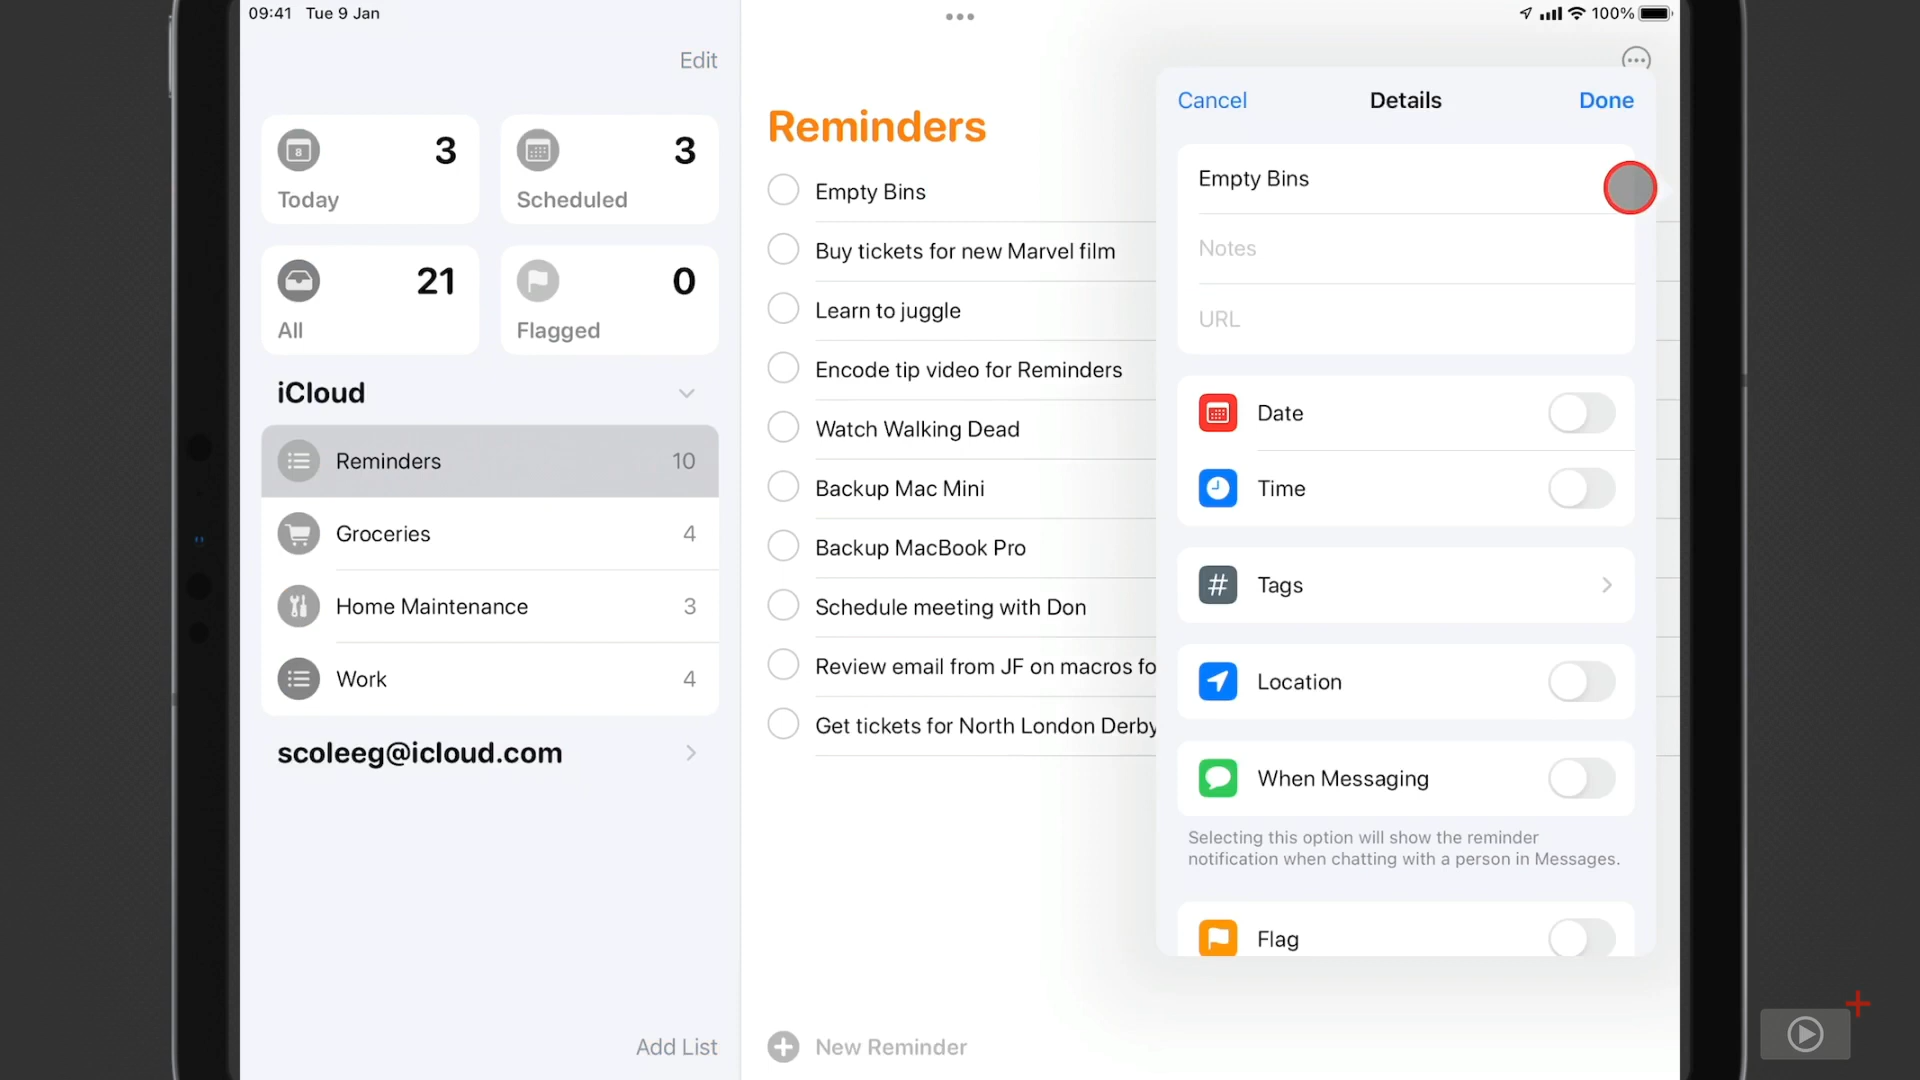 09:41 Tue 9 Jan
100%
Edit
8
3
Today
3
Scheduled
21
All
0
Flagged
iCloud
Reminders 10
Groceries 4
Home Maintenance 3
Work 4
scoleeg@icloud.com
Add List
Reminders
Empty Bins
Buy tickets for new Marvel film
Learn to juggle
Encode tip video for Reminders
Watch Walking Dead
Backup Mac Mini
Backup MacBook Pro
Schedule meeting with Don
Review email from JF on macros fo
Get tickets for North London Derby
New Reminder
Cancel Details Done
Empty Bins
Notes
URL
Date
Time
# Tags
Location
When Messaging
Selecting this option will show the reminder
notification when chatting with a person in Messages.
Flag